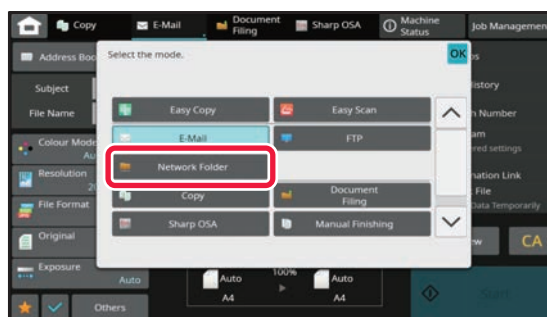 Copy
E-Mail
Document
Filing
Sharp OSA
Machine
Status
Job Managemen
Address Boo
Select the mode.
OK
Subject
File Name
Easy Copy
Easy Scan
istory
n Number
Colour Mode
Au
E-Mail
FTP
am
red settings
Resolution
20
Network Folder
nation Link
File
Data Temporarily
File Format
Copy
Document
Filing
Original
Sharp OSA
Manual Finishing
ew
CA
Exposure
Auto
Auto
A4
100%
Auto
A4
Others
Start